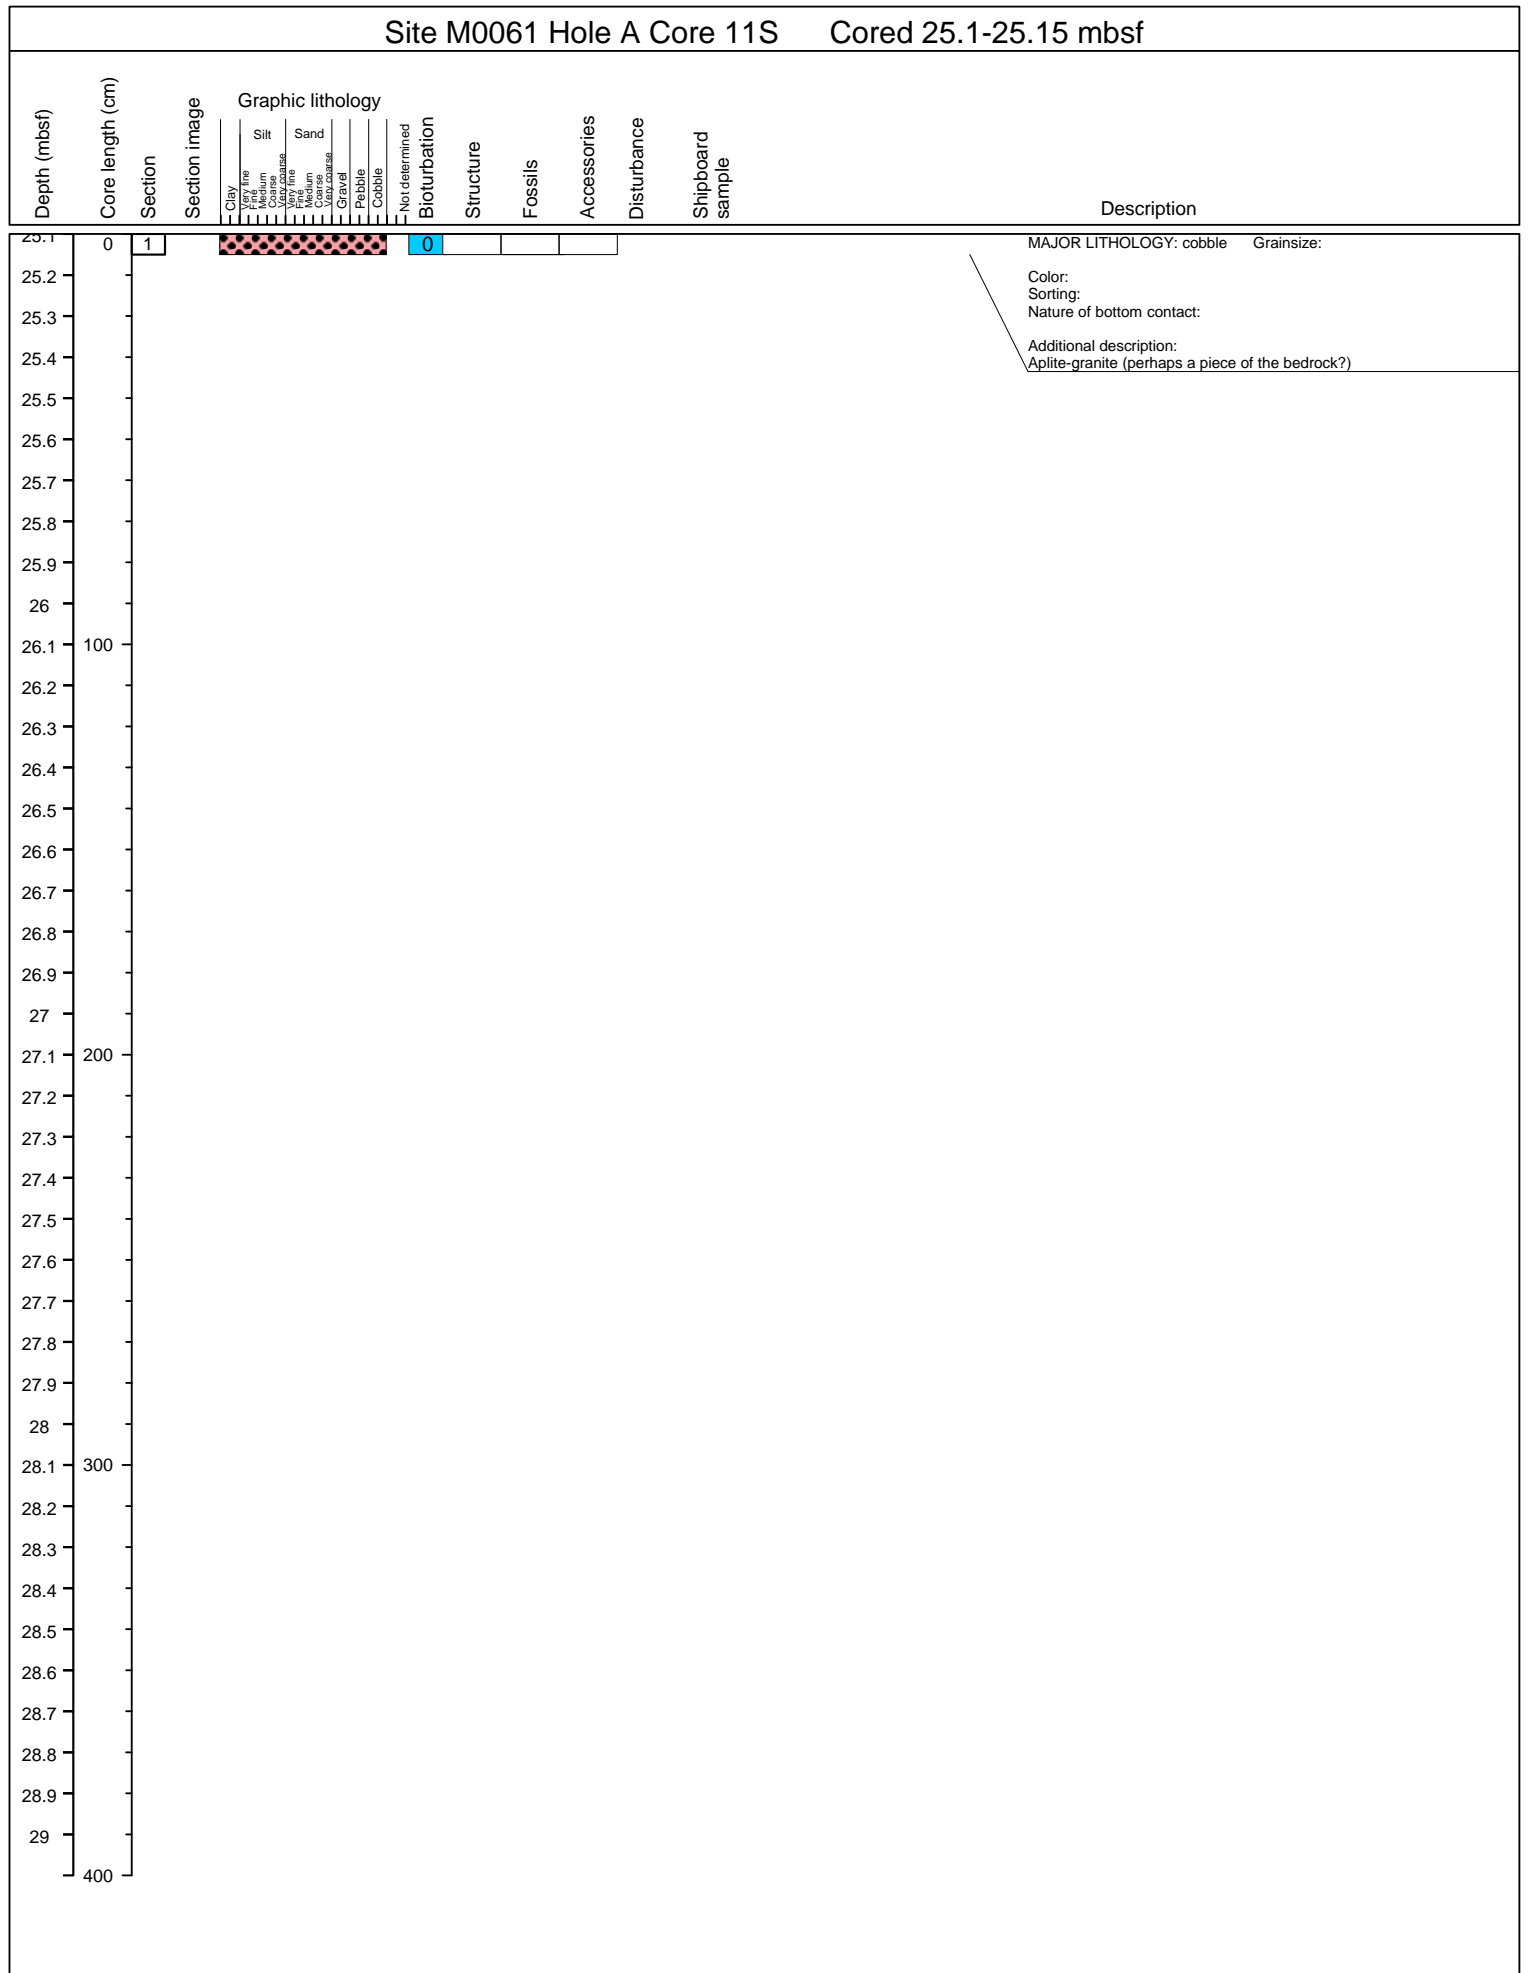 Site M0061 Hole A Core 11S Cored 25.1-25.15 mbsf
Depth (mbsf)
Core length (cm)
Section
Section image
Graphic lithology
Clay
Silt
Very fine
Fine
Medium
Coarse
Very coarse
Sand
Very fine
Fine
Medium
Coarse
Very coarse
Gravel
Pebble
Cobble
Not determined
Bioturbation
Structure
Fossils
Accessories
Disturbance
Shipboard
sample
Description
25.1 0 1 0 MAJOR LITHOLOGY: cobble Grainsize:
25.2 Color:
Sorting:
25.3 Nature of bottom contact:
Additional description:
25.4 Aplite-granite (perhaps a piece of the bedrock?)
25.5
25.6
25.7
25.8
25.9
26
26.1 100
26.2
26.3
26.4
26.5
26.6
26.7
26.8
26.9
27
27.1 200
27.2
27.3
27.4
27.5
27.6
27.7
27.8
27.9
28
28.1 300
28.2
28.3
28.4
28.5
28.6
28.7
28.8
28.9
29
400